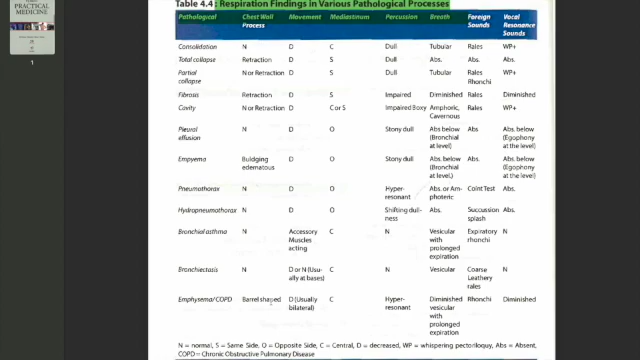 PRACTICAL
MEDICINE
Table 4.4 : Respiration Findings in Various Pathological Processes
Pathological Chest Wall Movement Mediastinum Percussion Breath Foreign Vocal
Process Sounds Resonance
Sounds
Consolidation N D C Dull Tubular Rales WP+
Total collapse Retraction D S Dull Abs. Abs. Abs.
Partial N or Retraction D S Dull Tubular Rales WP+
collapse Rhonchi
Fibrosis Retraction D S Impaired Diminished Rales Diminished
Cavity N or Retraction D C or S Impaired Boxy Amphoric, Rales WP+
Cavernous
Pleural N D O Stony dull Abs below Abs Abs. below
effusion (Bronchial (Egophony
at level) at the level)
Empyema Buldging D O Stony dull Abs. below Abs. Abs. below
edematous (Bronchial (Egophony
at level.) at the level)
Pneumothorax N D O Hyper- Abs. or Am- Coint Test Abs.
resonant photeric
Hydropneumothorax N D O Shifting dull- Abs. Succussion Abs.
ness splash
Bronchial asthma N Accessory C N Vesicular Expiratory N
Muscles with rhonchi
acting prolonged
expiration
Bronchiectasis D or N (Usu- C N Vesicular Coarse N
ally at bases) Leathery
rales
Emphysema/COPD Barrel shaped D (Usually C Hyper- Diminished Rhonchi Diminished
bilateral) resonant vesicular
with
prolonged
expiration
N = normal, S = Same Side, O = Opposite Side, C = Central, D = decreased, WP = whispering pectoriloquy, Abs = Absent,
COPD = Chronic Obstructive Pulmonary Disease